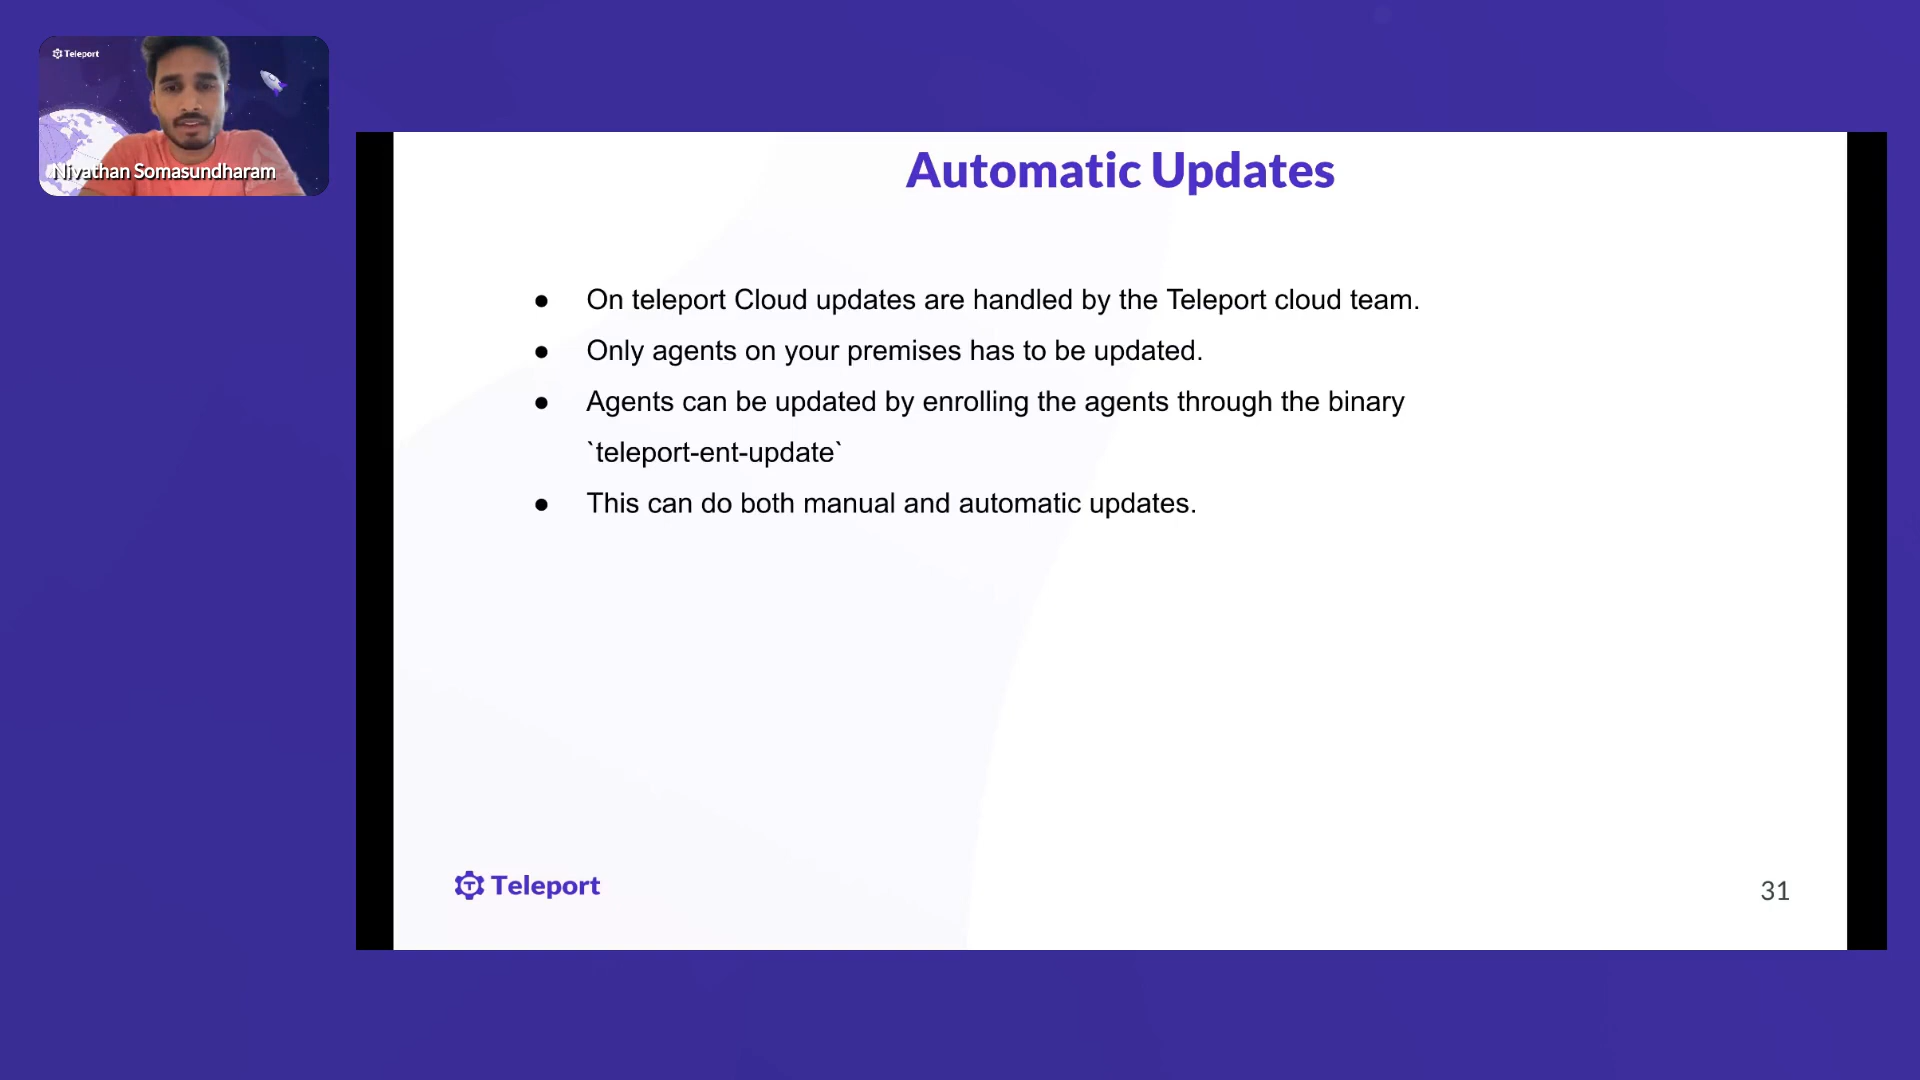 Teleport
Nivathan Somasundharam
Automatic Updates
● On teleport Cloud updates are handled by the Teleport cloud team.
● Only agents on your premises has to be updated.
● Agents can be updated by enrolling the agents through the binary
`teleport-ent-update`
● This can do both manual and automatic updates.
Teleport
31